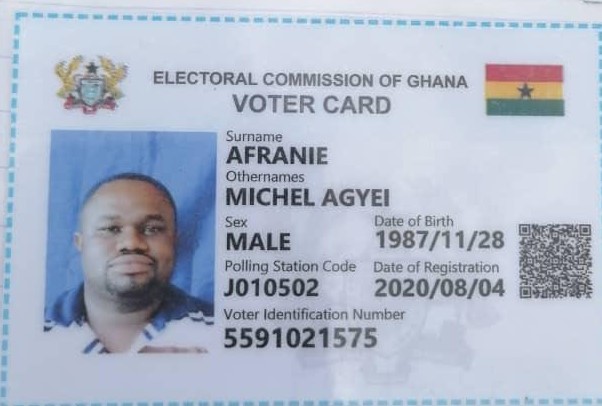 ELECTORAL COMMISSION OF GHANA
VOTER CARD
Surname
AFRANIE
Othernames
MICHEL AGYEI
Sex Date of Birth
MALE 1987/11/28
Polling Station Code Date of Registration
J010502 2020/08/04
Voter Identification Number
5591021575